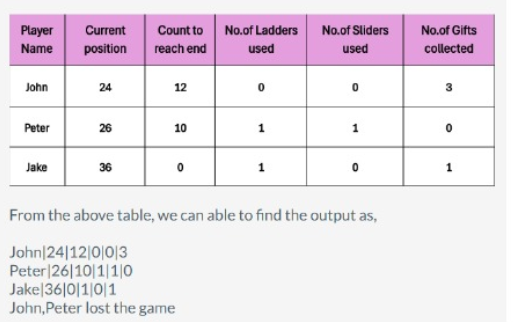 Player Name | Current position | Count to reach end | No.of Ladders used | No.of Sliders used | No.of Gifts collected
John | 24 | 12 | 0 | 0 | 3
Peter | 26 | 10 | 1 | 1 | 0
Jake | 36 | 0 | 1 | 0 | 1
From the above table, we can able to find the output as,
John|24|12|0|0|3
Peter|26|10|1|1|0
Jake|36|0|1|0|1
John,Peter lost the game